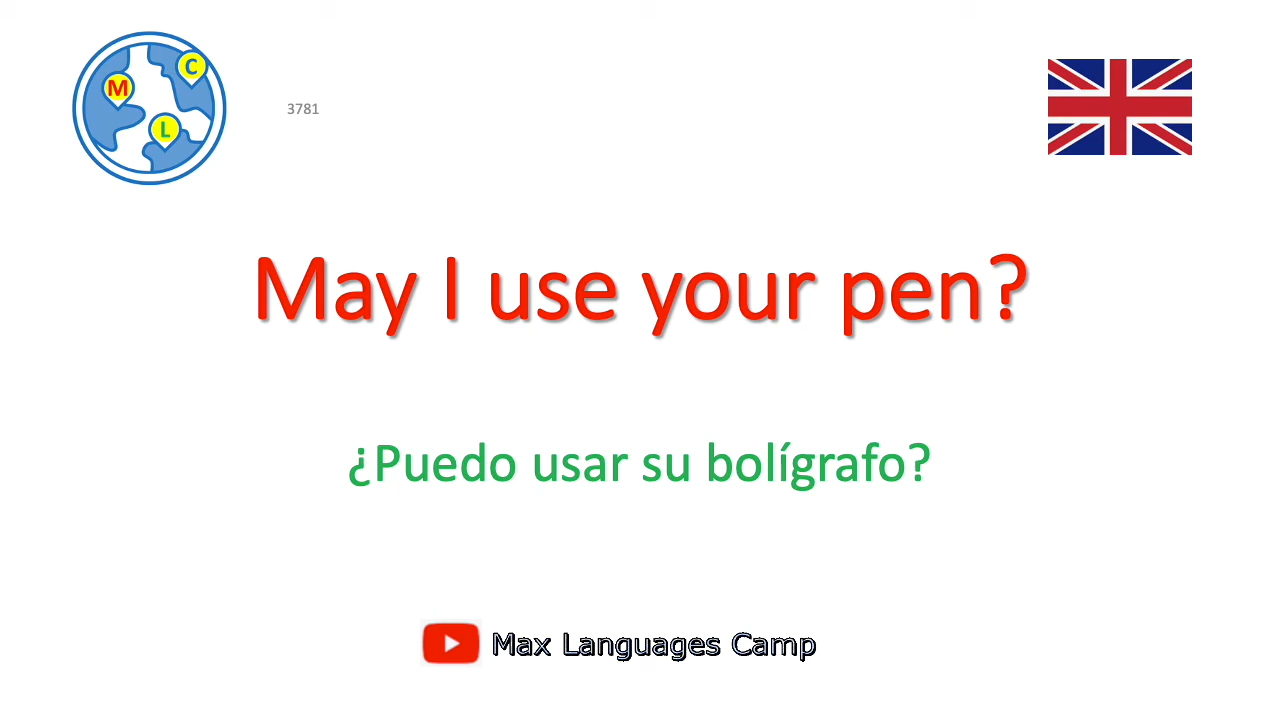 M
C
L
3781
May I use your pen?
¿Puedo usar su bolígrafo?
Max Languages Camp